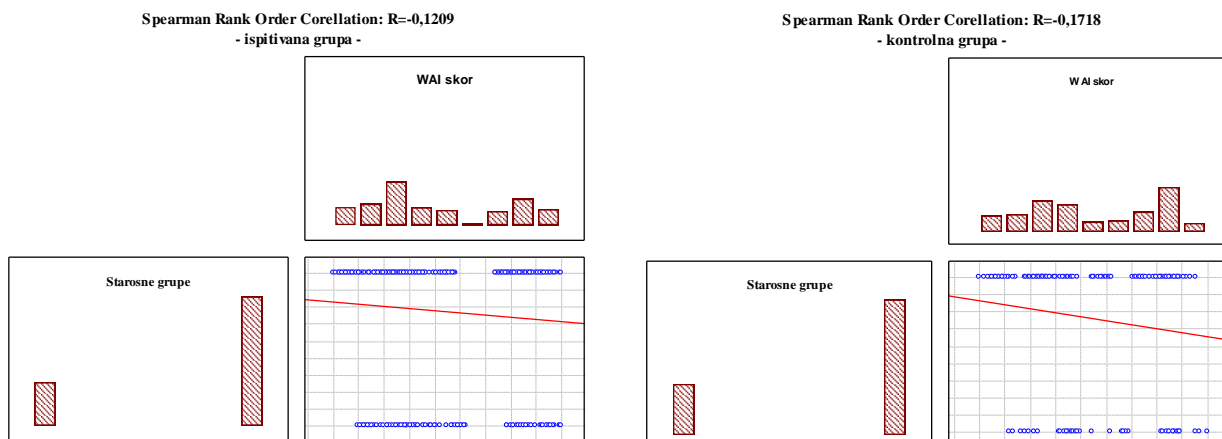 Spearman Rank Order Corellation: R=-0,1209
- ispitivana grupa -
WAI skor
Starosne grupe
Spearman Rank Order Corellation: R=-0,1718
- kontrolna grupa -
WAI skor
Starosne grupe